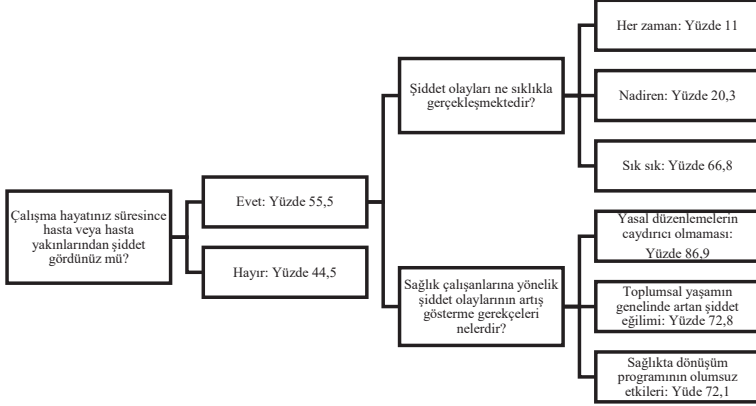 Çalışma hayatınız süresince
hasta veya hasta
yakınlarından şiddet
gördünüz mü?
Evet: Yüzde 55,5
Hayır: Yüzde 44,5
Şiddet olayları ne sıklıkla
gerçekleşmektedir?
Her zaman: Yüzde 11
Nadiren: Yüzde 20,3
Sık sık: Yüzde 66,8
Sağlık çalışanlarına yönelik
şiddet olaylarının artış
gösterme gerekçeleri
nelerdir?
Yasal düzenlemelerin
caydırıcı olmaması:
Yüzde 86,9
Toplumsal yaşamın
genelinde artan şiddet
eğilimi: Yüzde 72,8
Sağlıkta dönüşüm
programının olumsuz
etkileri: Yüde 72,1